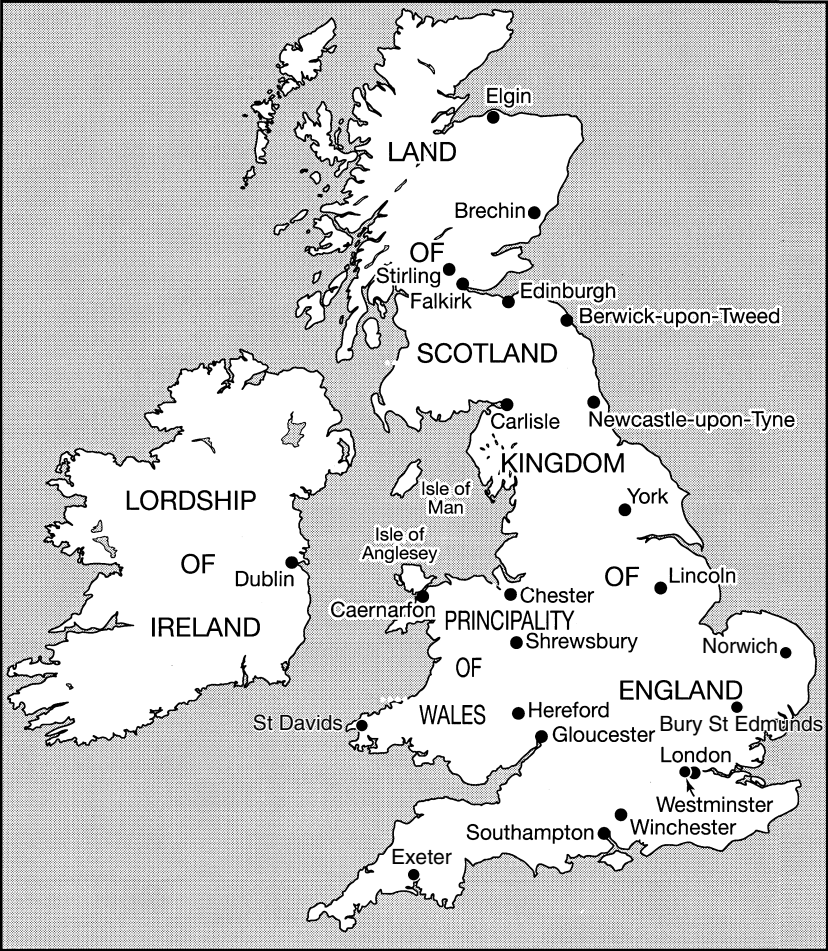 Elgin
LAND
Brechin
OF
Stirling
Falkirk
Edinburgh
Berwick-upon-Tweed
SCOTLAND
Carlisle
Newcastle-upon-Tyne
KINGDOM
Isle of
Man
York
LORDSHIP
Isle of
Anglesey
OF
Dublin
OF
Lincoln
Caernarfon
Chester
PRINCIPALITY
IRELAND
Shrewsbury
Norwich
OF
ENGLAND
WALES
Hereford
St Davids
Gloucester
Bury St Edmunds
London
Westminster
Winchester
Southampton
Exeter